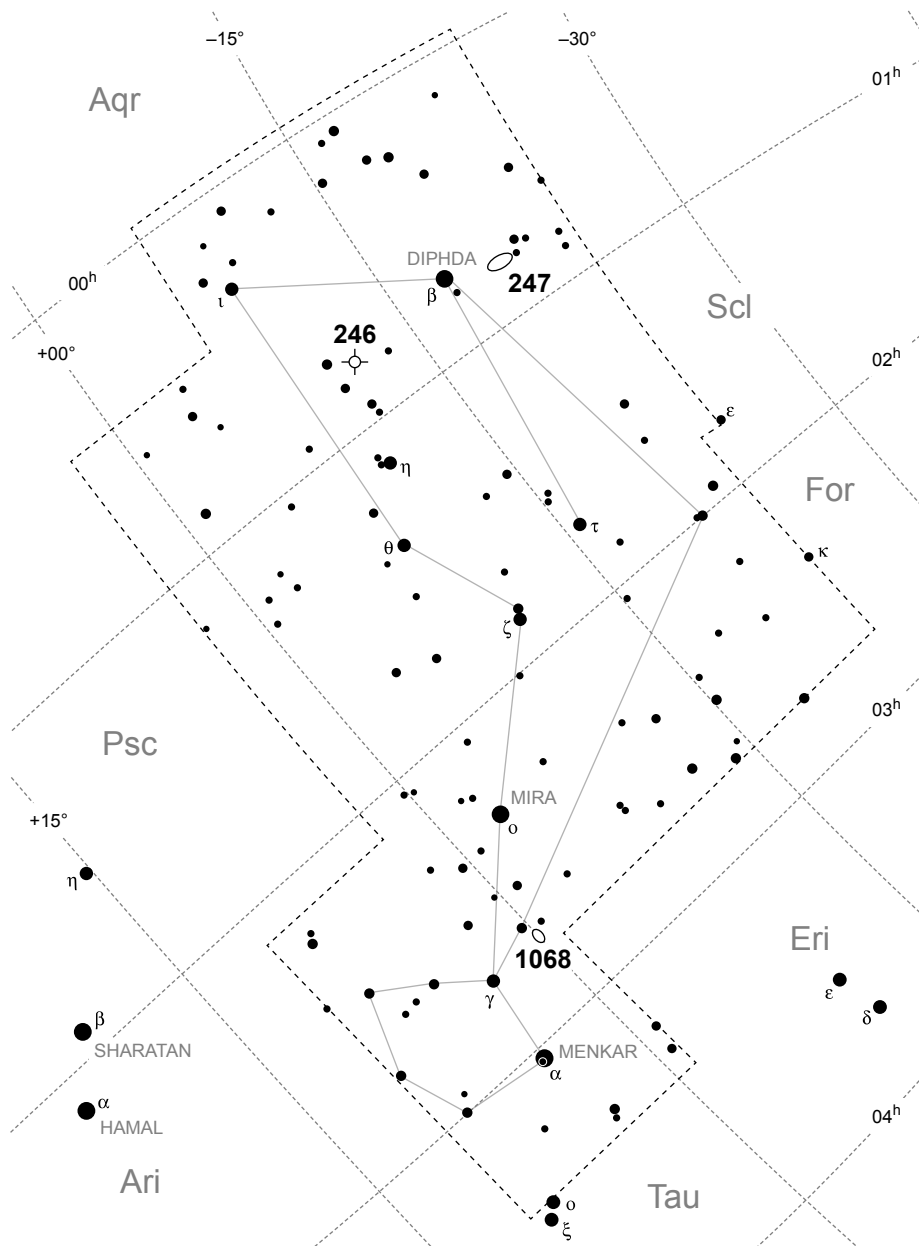 –15°
–30°
01h
Aqr
DIPHDA
00h
β
247
ι
Scl
246
+00°
02h
ε
η
For
τ
θ
κ
ζ
03h
Psc
MIRA
ο
+15°
η
Eri
1068
ε
γ
δ
β
SHARATAN
MENKAR
α
α
HAMAL
04h
Ari
Tau
ο
ξ